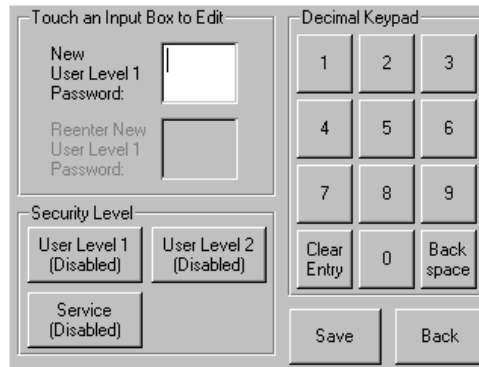 Touch an Input Box to Edit
New
User Level 1
Password:
Reenter New
User Level 1
Password:
Security Level
User Level 1
(Disabled)
User Level 2
(Disabled)
Service
(Disabled)
Decimal Keypad
1 2 3
4 5 6
7 8 9
Clear
Entry
0
Back
space
Save
Back